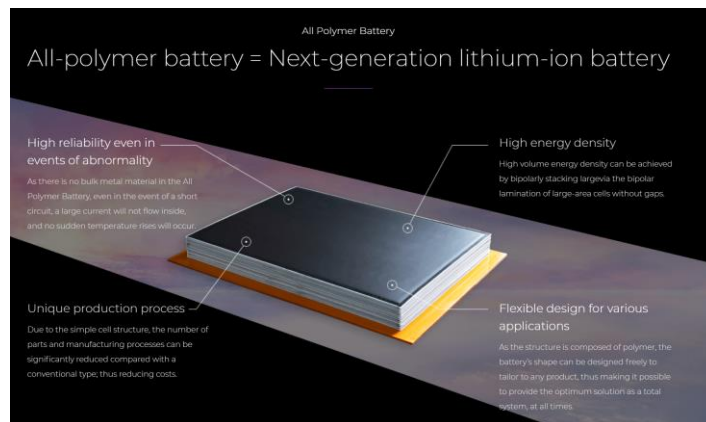 All Polymer Battery
All-polymer battery = Next-generation lithium-ion battery
High reliability even in
events of abnormality
As there is no bulk metal material in the All
Polymer Battery, even in the event of a short
circuit, a large current will not flow inside,
and no sudden temperature rises will occur.
High energy density
High volume energy density can be achieved
by bipolarly stacking largevia the bipolar
lamination of large-area cells without gaps.
Unique production process
Due to the simple cell structure, the number of
parts and manufacturing processes can be
significantly reduced compared with a
conventional type; thus reducing costs.
Flexible design for various
applications
As the structure is composed of polymer, the
battery's shape can be designed freely to
tailor to any product, thus making it possible
to provide the optimum solution as a total
system, at all times.